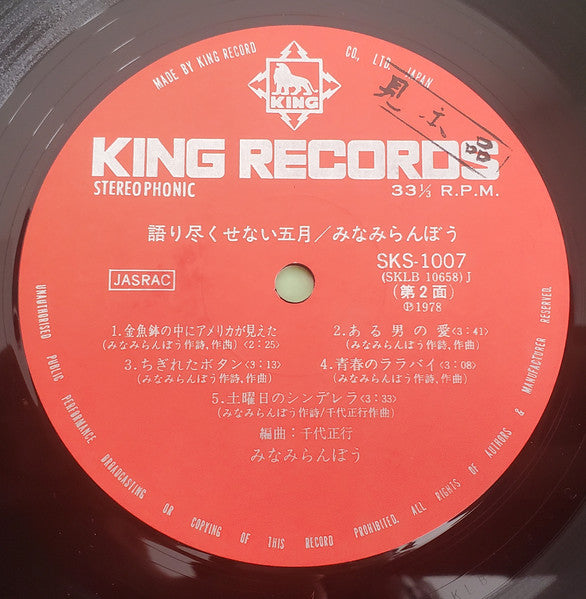 MADE BY KING RECORD CO., LTD. JAPAN
KING
KING RECORDS
見本品
STEREOPHONIC
33⅓ R.P.M.
語り尽くせない五月/みなみらんぼう
SKS-1007
JASRAC
(SKLB 10658) J
(第2面)
Ⓟ1978
1.金魚鉢の中にアメリカが見えた
(みなみらんぼう作詩、作曲) 〈2:25〉
2.ある男の愛〈3:41〉
(みなみらんぼう作詩、作曲)
3.ちぎれたボタン〈3:13〉
(みなみらんぼう作詩、作曲)
4.青春のララバイ〈3:08〉
(みなみらんぼう作詩、作曲)
5.土曜日のシンデレラ〈3:33〉
(みなみらんぼう作詩/千代正行作曲)
編曲:千代正行
みなみらんぼう
UNAUTHORISED PUBLIC PERFORMANCE BROADCASTING OR COPYING OF THIS RECORD PROHIBITED. ALL RIGHTS OF AUTHORS & MANUFACTURER RESERVED.